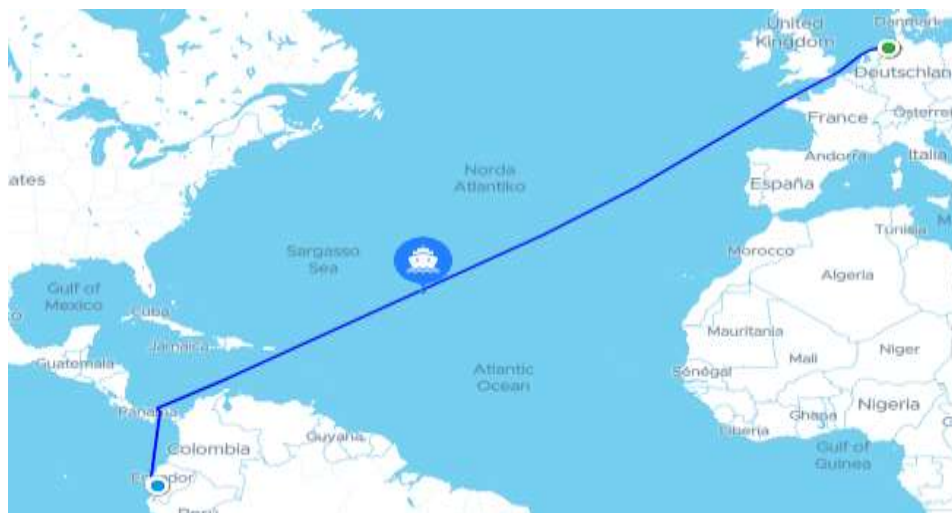 United
Kingdom
Danmark
Deutschland
France
Österrei
Andorra
Italia
España
Norda
Atlantiko
ates
Sargasso
Sea
Morocco
Tunisia
Algeria
Gulf of
Mexico
Cuba
Jamaica
Guatemala
Mauritania
Mali
Niger
Sénégal
Atlantic
Ocean
Panama
Nigeria
Ghana
Liberia
Guyana
Colombia
Gulf of
Guinea
Ecuador